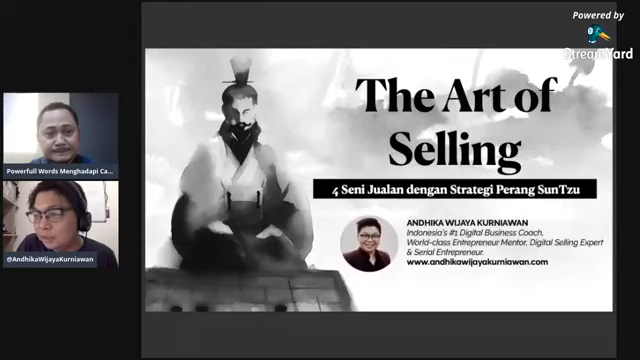 Powered by
StreamYard
The Art of
Selling
4 Seni Jualan dengan Strategi Perang SunTzu
ANDHIKA WIJAYA KURNIAWAN
Indonesia's #1 Digital Business Coach,
World-class Entrepreneur Mentor, Digital Selling Expert
& Serial Entrepreneur.
www.andhikawijayakurniawan.com
Powerfull Words Menghadapi Ca...
@AndhikaWijayaKurniawan